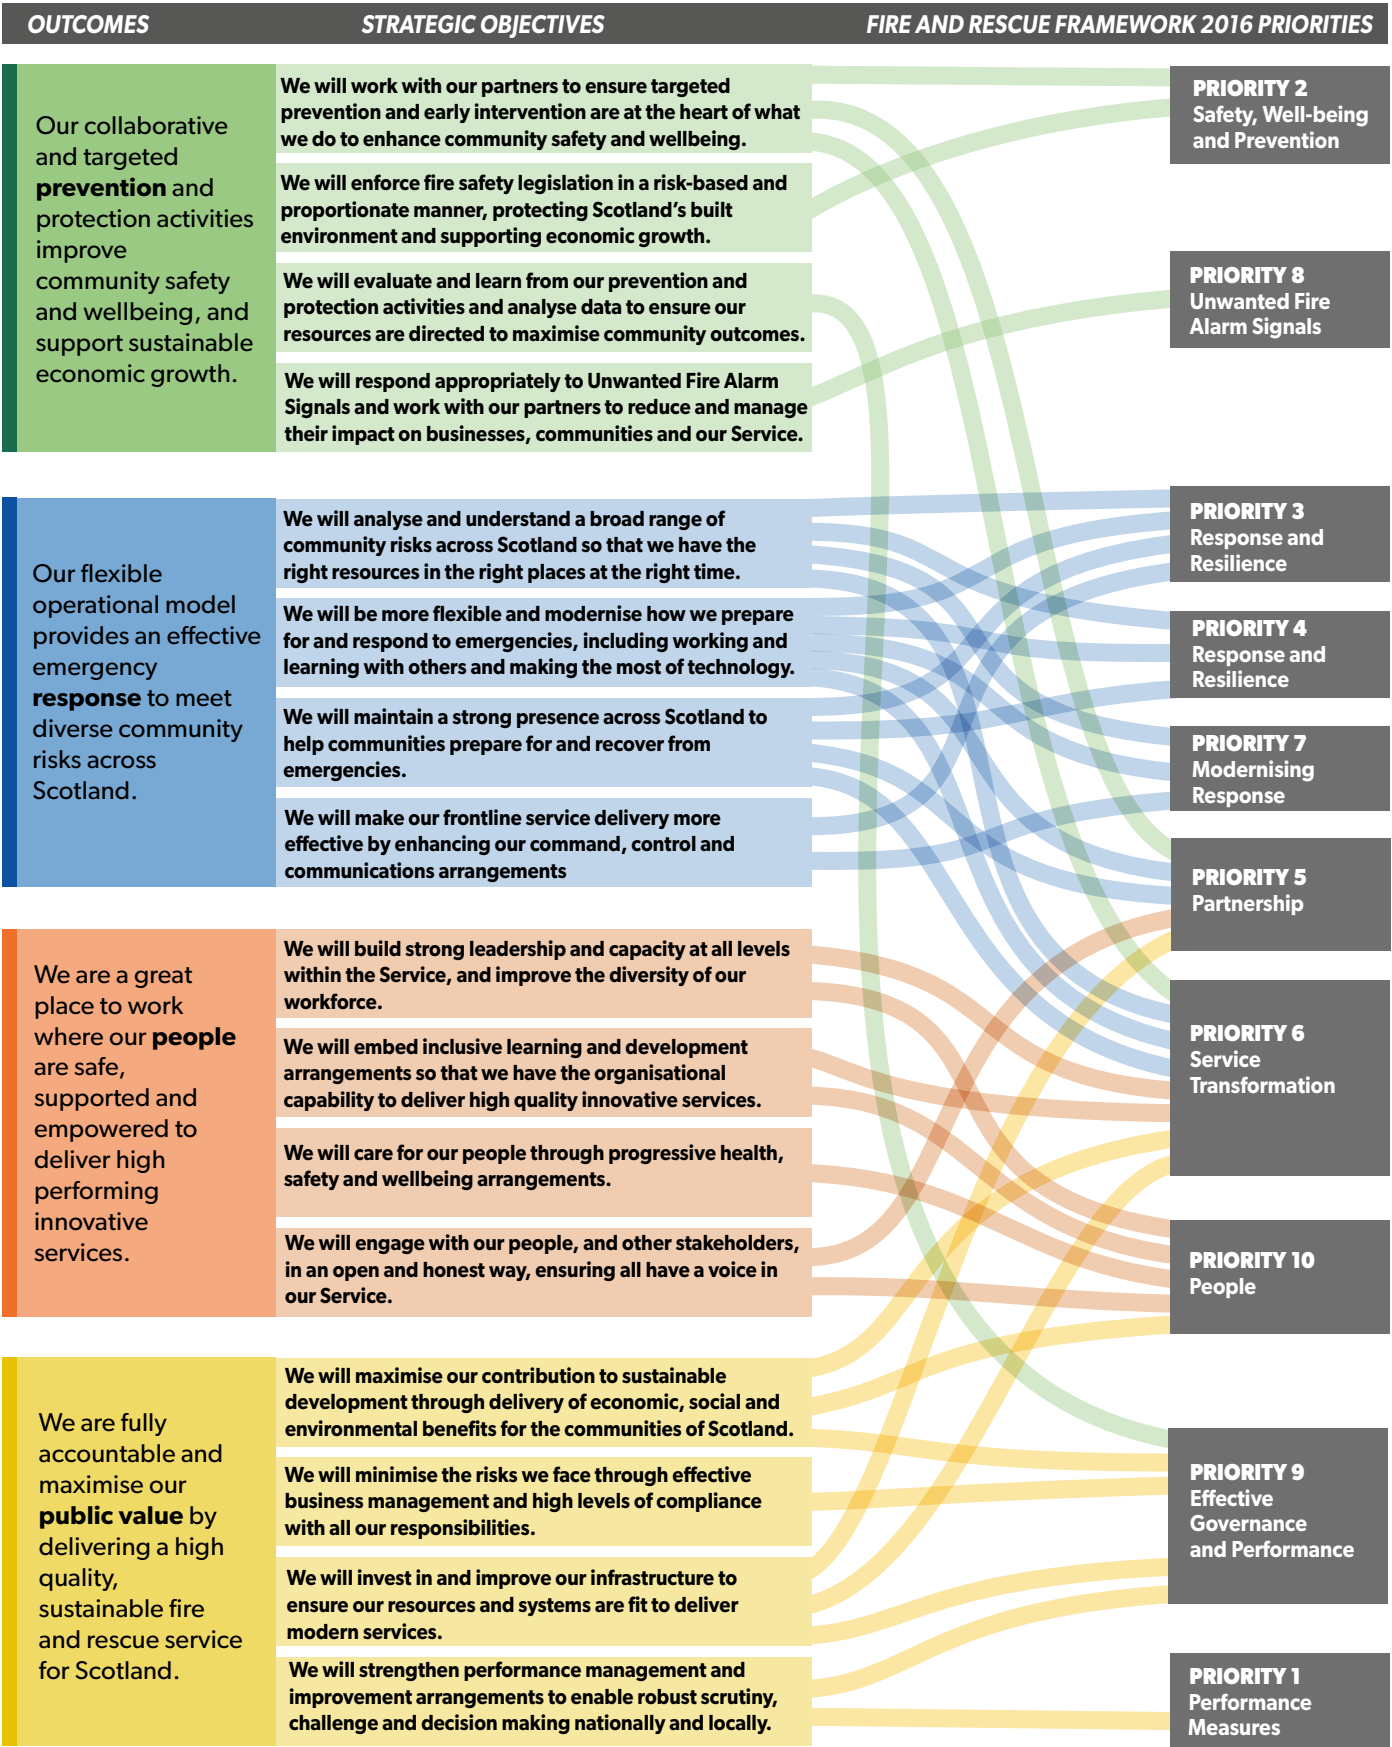 OUTCOMES
STRATEGIC OBJECTIVES
FIRE AND RESCUE FRAMEWORK 2016 PRIORITIES
Our collaborative
and targeted
prevention and
protection activities
improve
community safety
and wellbeing, and
support sustainable
economic growth.
We will work with our partners to ensure targeted
prevention and early intervention are at the heart of what
we do to enhance community safety and wellbeing.
We will enforce fire safety legislation in a risk-based and
proportionate manner, protecting Scotland's built
environment and supporting economic growth.
We will evaluate and learn from our prevention and
protection activities and analyse data to ensure our
resources are directed to maximise community outcomes.
We will respond appropriately to Unwanted Fire Alarm
Signals and work with our partners to reduce and manage
their impact on businesses, communities and our Service.
Our flexible
operational model
provides an effective
emergency
response to meet
diverse community
risks across
Scotland.
We will analyse and understand a broad range of
community risks across Scotland so that we have the
right resources in the right places at the right time.
We will be more flexible and modernise how we prepare
for and respond to emergencies, including working and
learning with others and making the most of technology.
We will maintain a strong presence across Scotland to
help communities prepare for and recover from
emergencies.
We will make our frontline service delivery more
effective by enhancing our command, control and
communications arrangements
We are a great
place to work
where our people
are safe,
supported and
empowered to
deliver high
performing
innovative
services.
We will build strong leadership and capacity at all levels
within the Service, and improve the diversity of our
workforce.
We will embed inclusive learning and development
arrangements so that we have the organisational
capability to deliver high quality innovative services.
We will care for our people through progressive health,
safety and wellbeing arrangements.
We will engage with our people, and other stakeholders,
in an open and honest way, ensuring all have a voice in
our Service.
We are fully
accountable and
maximise our
public value by
delivering a high
quality,
sustainable fire
and rescue service
for Scotland.
We will maximise our contribution to sustainable
development through delivery of economic, social and
environmental benefits for the communities of Scotland.
We will minimise the risks we face through effective
business management and high levels of compliance
with all our responsibilities.
We will invest in and improve our infrastructure to
ensure our resources and systems are fit to deliver
modern services.
We will strengthen performance management and
improvement arrangements to enable robust scrutiny,
challenge and decision making nationally and locally.
PRIORITY 2
Safety, Well-being
and Prevention
PRIORITY 8
Unwanted Fire
Alarm Signals
PRIORITY 3
Response and
Resilience
PRIORITY 4
Response and
Resilience
PRIORITY 7
Modernising
Response
PRIORITY 5
Partnership
PRIORITY 6
Service
Transformation
PRIORITY 10
People
PRIORITY 9
Effective
Governance
and Performance
PRIORITY 1
Performance
Measures